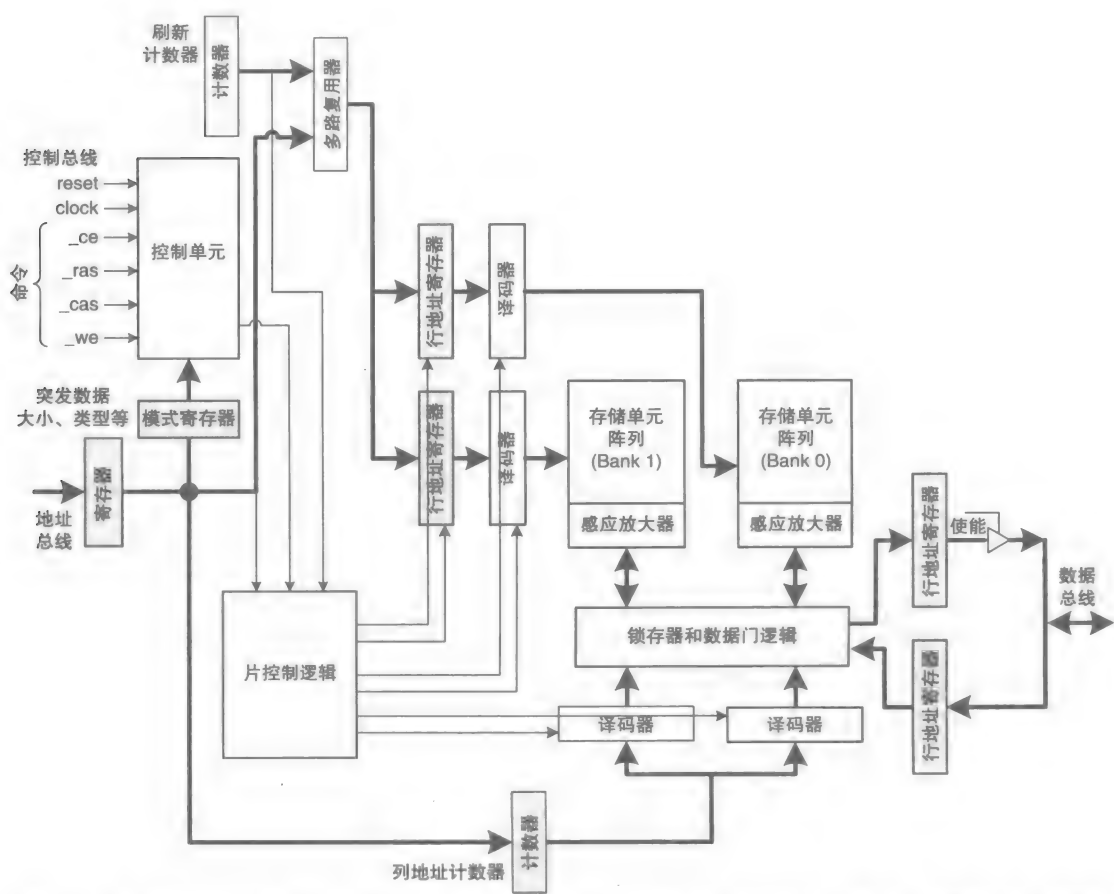 刷新
计数器
计数器
多路复用器
控制总线
reset
clock
_ce
_ras
_cas
_we
命令
控制单元
突发数据
大小、类型等
模式寄存器
地址
总线
寄存器
行地址寄存器
译码器
行地址寄存器
译码器
存储单元
阵列
(Bank 1)
感应放大器
存储单元
阵列
(Bank 0)
感应放大器
行地址寄存器
使能
数据
总线
锁存器和数据门逻辑
行地址寄存器
片控制逻辑
译码器
译码器
列地址计数器
计数器